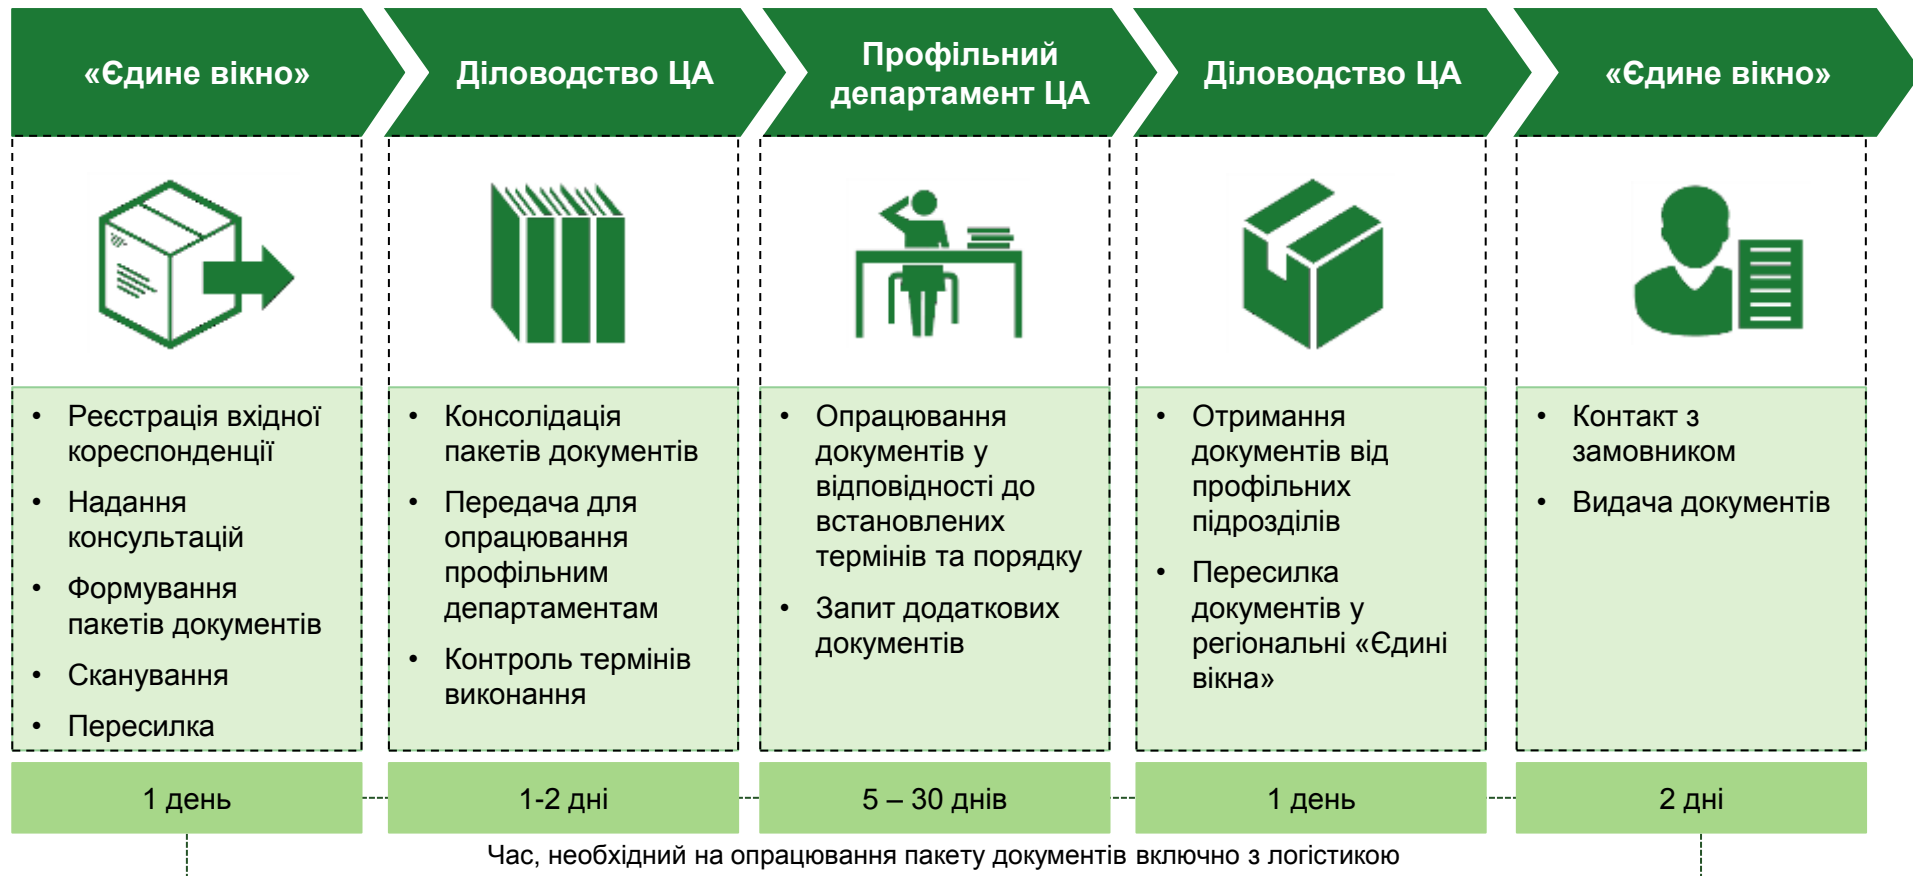 «Єдине вікно»
Діловодство ЦА
Профільний
департамент ЦА
Діловодство ЦА
«Єдине вікно»
• Реєстрація вхідної
кореспонденції
• Надання
консультацій
• Формування
пакетів документів
• Сканування
• Пересилка
• Консолідація
пакетів документів
• Передача для
опрацювання
профільним
департаментам
• Контроль термінів
виконання
• Опрацювання
документів у
відповідності до
встановлених
термінів та порядку
• Запит додаткових
документів
• Отримання
документів від
профільних
підрозділів
• Пересилка
документів у
регіональні «Єдині
вікна»
• Контакт з
замовником
• Видача документів
1 день
1-2 дні
5 – 30 днів
1 день
2 дні
Час, необхідний на опрацювання пакету документів включно з логістикою